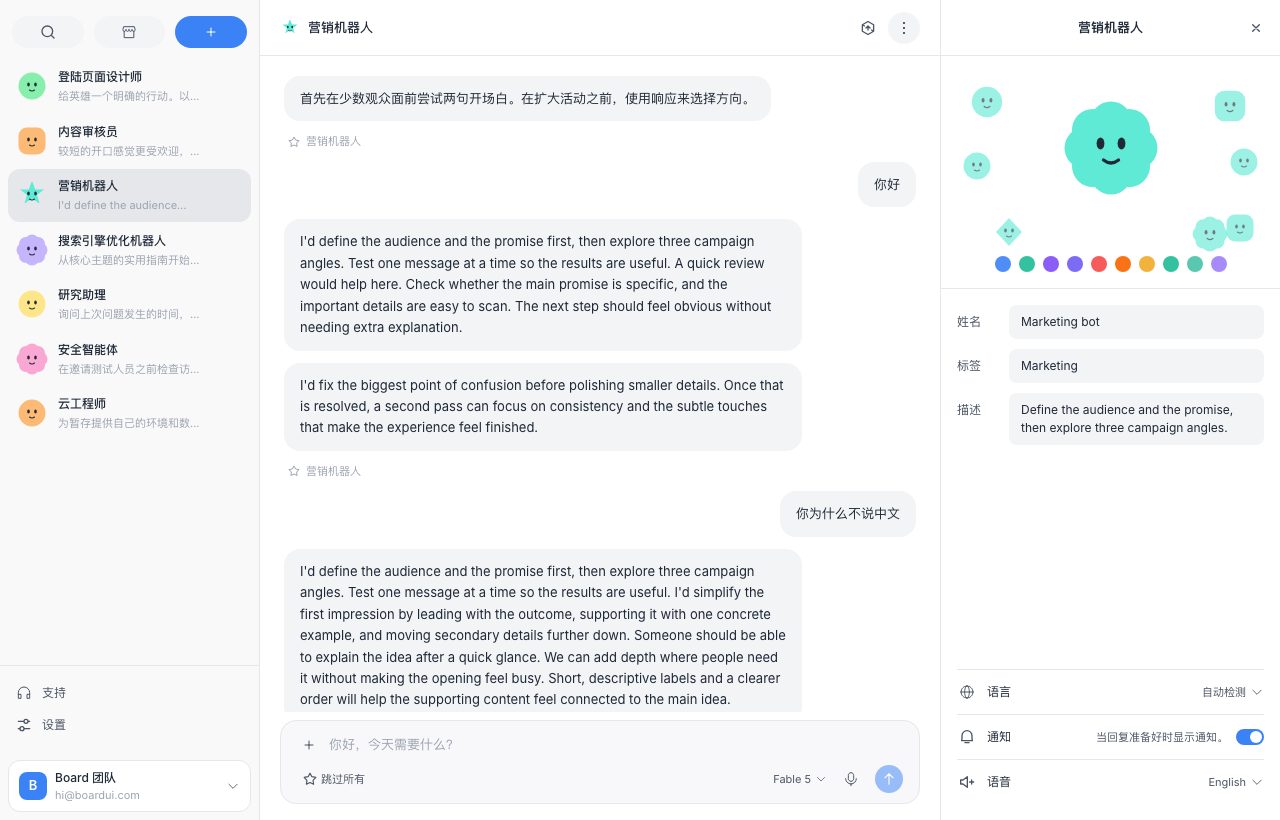 登陆页面设计师
给英雄一个明确的行动。以...
内容审核员
较短的开口感觉更受欢迎，...
营销机器人
I'd define the audience...
搜索引擎优化机器人
从核心主题的实用指南开始...
研究助理
询问上次问题发生的时间，...
安全智能体
在邀请测试人员之前检查访...
云工程师
为暂存提供自己的环境和数...
支持
设置
B
Board 团队
hi@boardui.com
营销机器人
首先在少数观众面前尝试两句开场白。在扩大活动之前，使用响应来选择方向。
营销机器人
你好
I'd define the audience and the promise first, then explore three campaign
angles. Test one message at a time so the results are useful. A quick review
would help here. Check whether the main promise is specific, and the
important details are easy to scan. The next step should feel obvious without
needing extra explanation.
I'd fix the biggest point of confusion before polishing smaller details. Once that
is resolved, a second pass can focus on consistency and the subtle touches
that make the experience feel finished.
营销机器人
你为什么不说中文
I'd define the audience and the promise first, then explore three campaign
angles. Test one message at a time so the results are useful. I'd simplify the
first impression by leading with the outcome, supporting it with one concrete
example, and moving secondary details further down. Someone should be able
to explain the idea after a quick glance. We can add depth where people need
it without making the opening feel busy. Short, descriptive labels and a clearer
order will help the supporting content feel connected to the main idea.
你好，今天需要什么?
跳过所有
Fable 5
营销机器人
姓名
Marketing bot
标签
Marketing
描述
Define the audience and the promise,
then explore three campaign angles.
语言
自动检测
通知
当回复准备好时显示通知。
语音
English